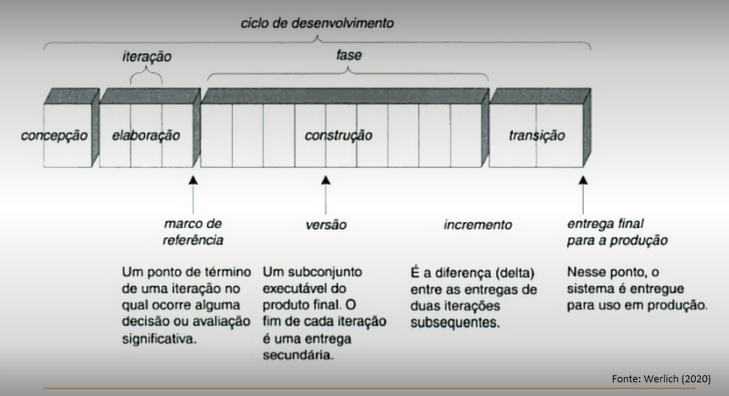 ciclo de desenvolvimento
iteração
fase
concepção
elaboração
construção
transição
marco de
referência
versão
incremento
entrega final
para a produção
Um ponto de término
de uma iteração no
qual ocorre alguma
decisão ou avaliação
significativa.
Um subconjunto
executável do
produto final. O
fim de cada iteração
é uma entrega
secundária.
É a diferença (delta)
entre as entregas de
duas iterações
subsequentes.
Nesse ponto, o
sistema é entregue
para uso em produção.
Fonte: Werlich (2020)